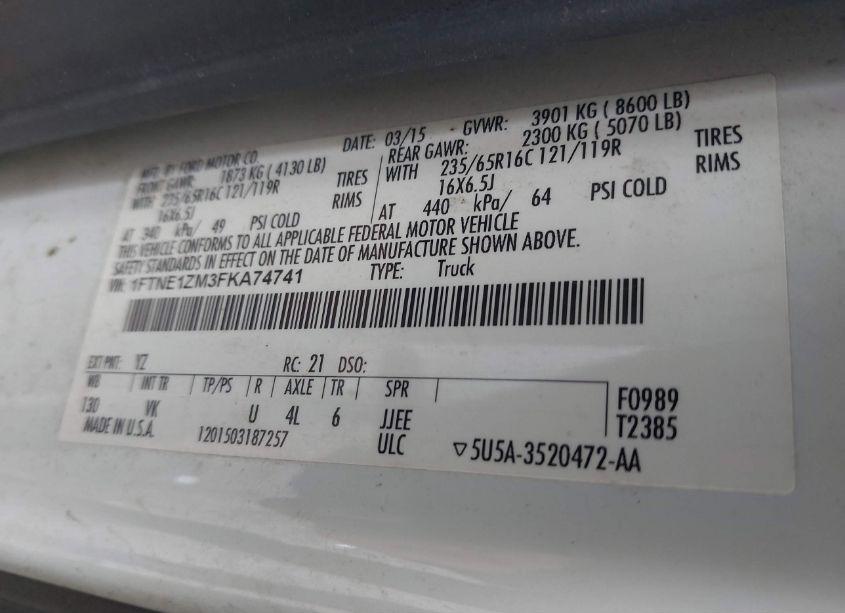 MFD. BY FORD MOTOR CO. DATE: 03/15 GVWR: 3901 KG ( 8600 LB)
FRONT GAWR: 1873 KG ( 4130 LB) REAR GAWR: 2300 KG ( 5070 LB)
WITH 235/65R16C 121/119R TIRES WITH 235/65R16C 121/119R TIRES
16X6.5J RIMS 16X6.5J RIMS
AT 340 kPa/ 49 PSI COLD AT 440 kPa/ 64 PSI COLD
THIS VEHICLE CONFORMS TO ALL APPLICABLE FEDERAL MOTOR VEHICLE
SAFETY STANDARDS IN EFFECT ON THE DATE OF MANUFACTURE SHOWN ABOVE.
VIN: 1FTNE1ZM3FKA74741 TYPE: Truck
EXT PNT: YZ RC: 21 DSO:
WB INT TR TP/PS R AXLE TR SPR
130 VK U 4L 6 JJEE F0989
MADE IN U.S.A. 1201503187257 ULC T2385
▽5U5A-3520472-AA